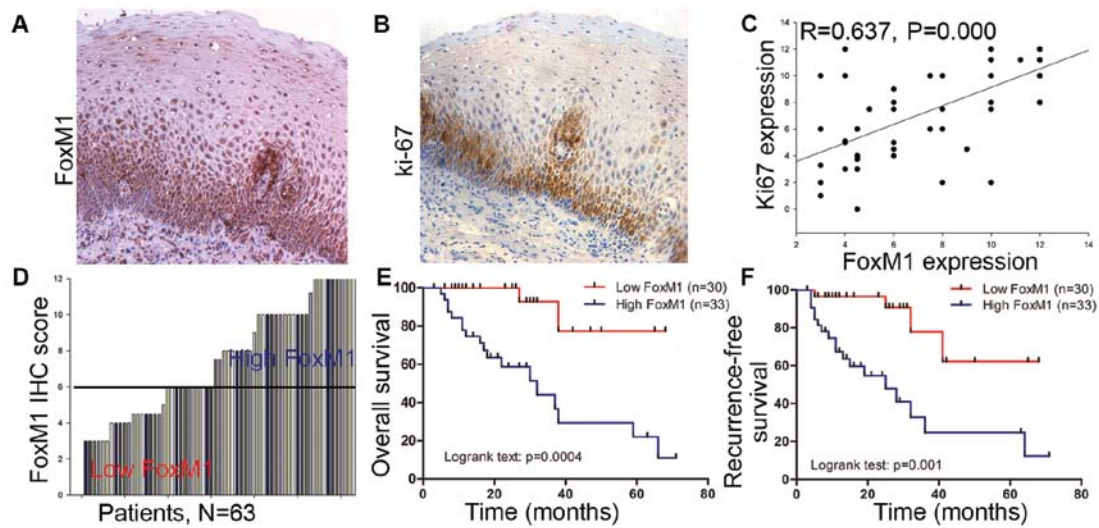 A
FoxM1
B
ki-67
C
R=0.637, P=0.000
Ki67 expression
12
10
8
6
4
2
0
2 4 6 8 10 12 14
FoxM1 expression
D
FoxM1 IHC score
12
10
8
6
4
2
0
High FoxM1
Low FoxM1
Patients, N=63
E
Overall survival
100
80
60
40
20
0
Low FoxM1 (n=30)
High FoxM1 (n=33)
Logrank text: p=0.0004
0 20 40 60 80
Time (months)
F
Recurrence-free
survival
100
80
60
40
20
0
Low FoxM1 (n=30)
High FoxM1 (n=33)
Logrank test: p=0.001
0 20 40 60 80
Time (months)